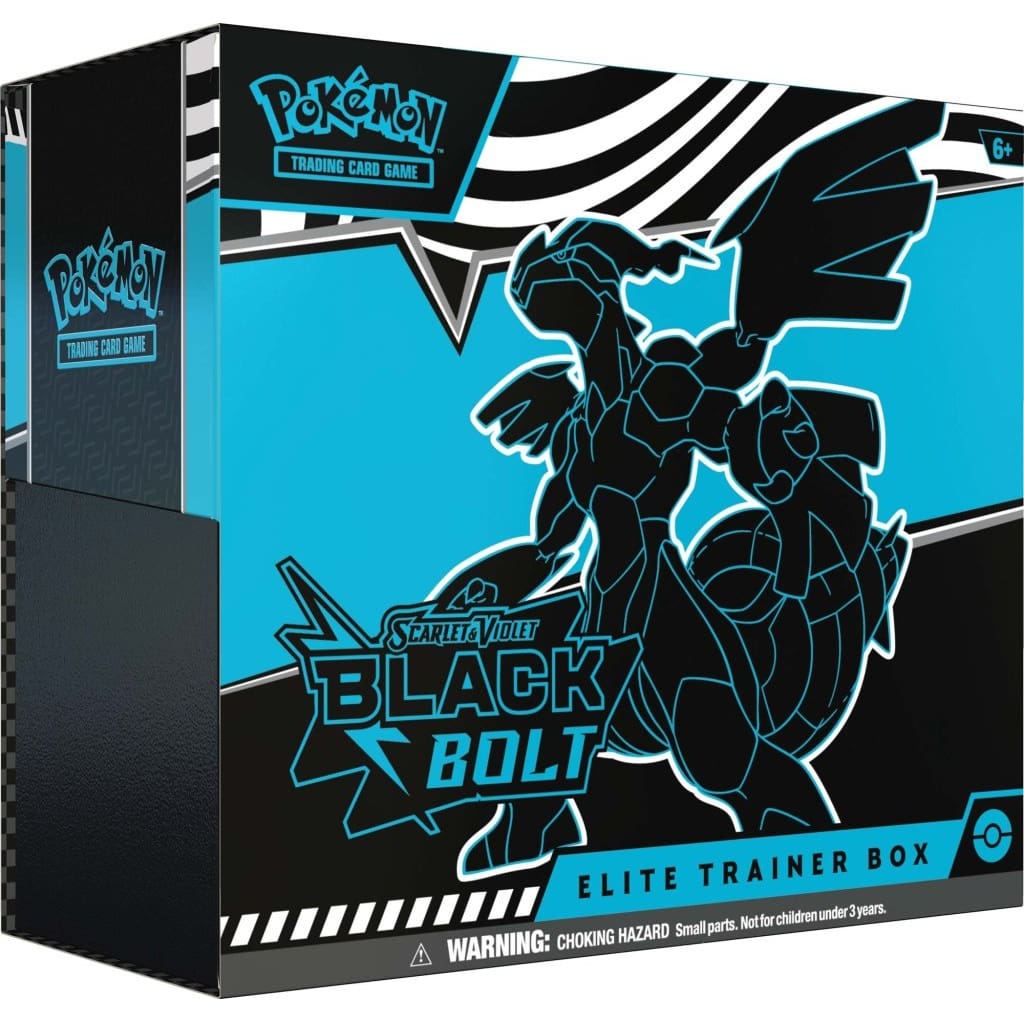 POKéMON
TRADING CARD GAME
6+
POKéMON
TRADING CARD GAME
SCARLET & VIOLET
BLACK
BOLT
ELITE TRAINER BOX
WARNING: CHOKING HAZARD Small parts. Not for children under 3 years.